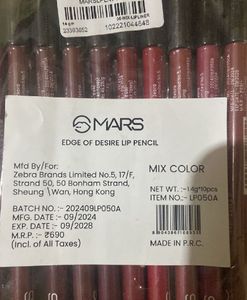 MARS
EDGE OF DESIRE LIP PENCIL
Mfd By/For:
Zebra Brands Limited No.5, 17/F,
Strand 50, 50 Bonham Strand,
Sheung \Wan, Hong Kong
MIX COLOR
NET WT. :- 1.4g*10pcs
ITEM NO.:- LP050A
BATCH NO. - 202409LP050A
MFG. DATE - 09/2024
EXP. DATE - 09/2028
M.R.P. - ₹690
(Incl. of All Taxes)
MADE IN P.R.C.